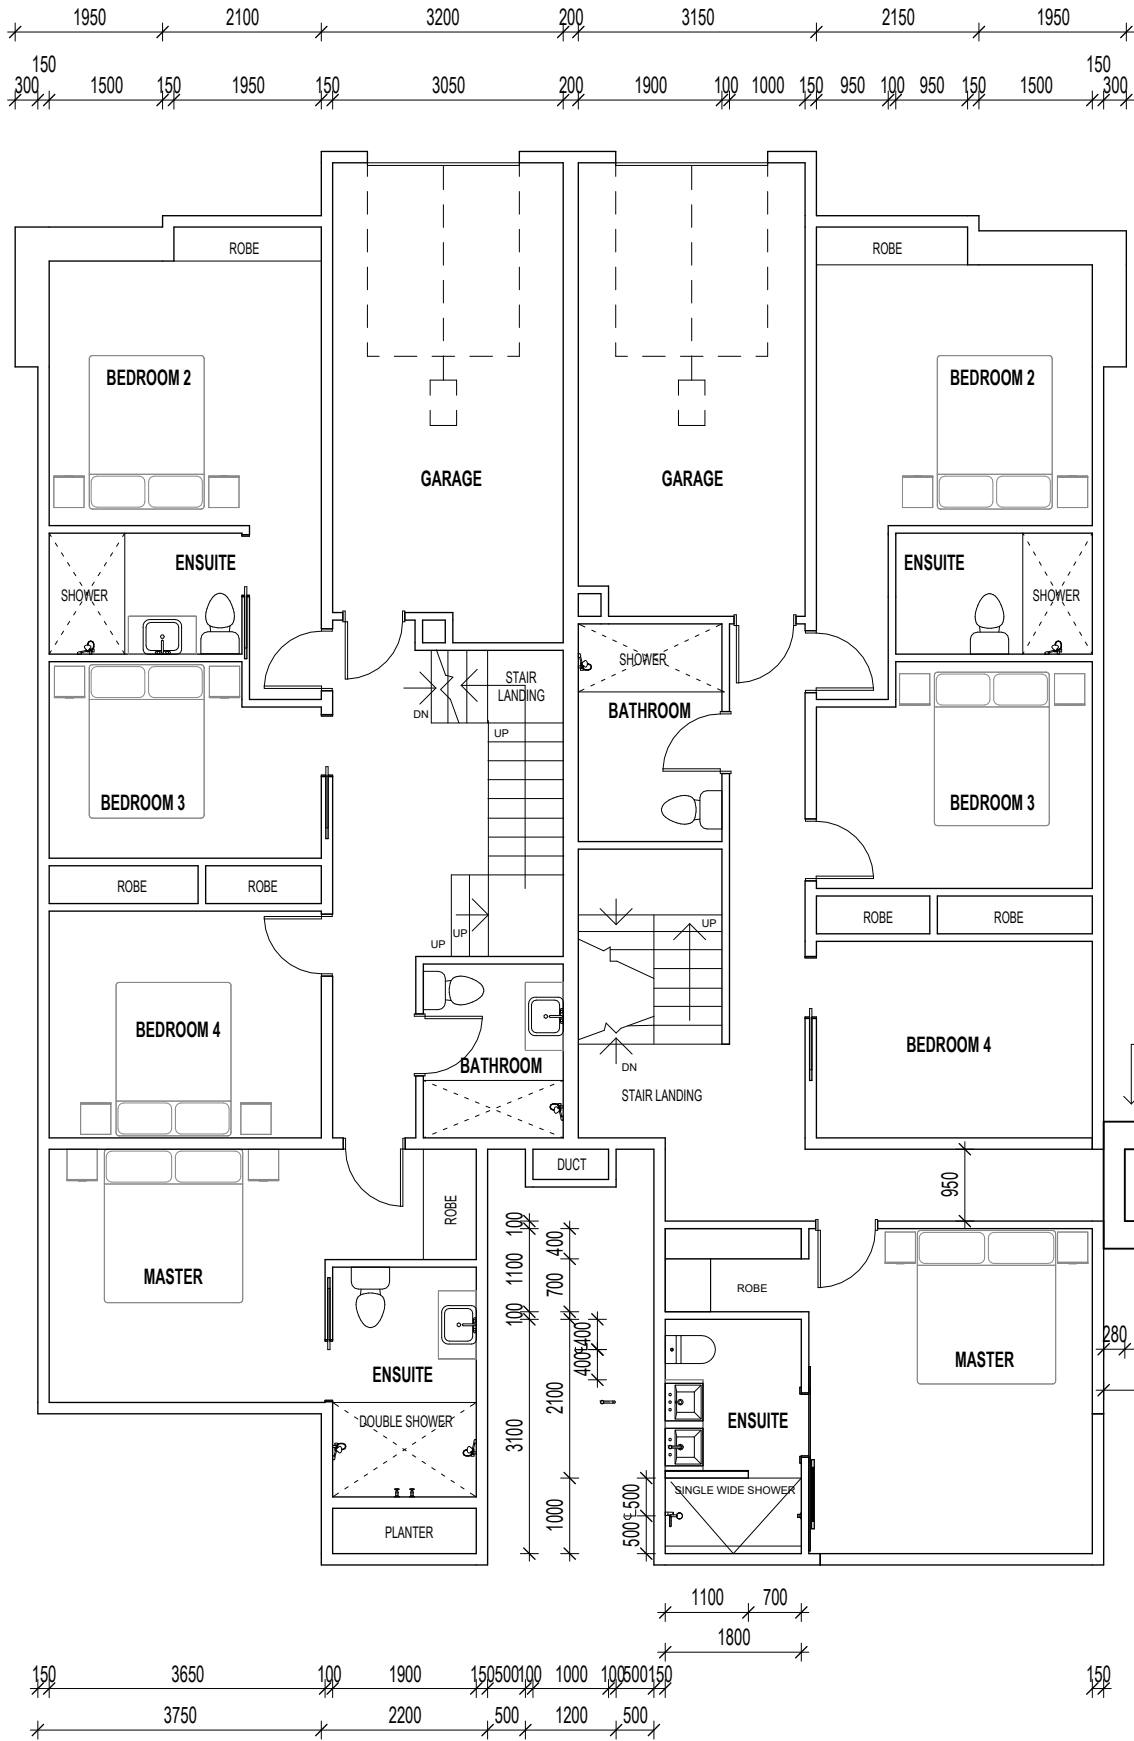 1950 2100 3200 200 3150 2150 1950
150 150
300 1500 150 1950 150 3050 200 1900 100 1000 150 950 100 950 150 1500 300
ROBE ROBE
BEDROOM 2 BEDROOM 2
GARAGE GARAGE
ENSUITE ENSUITE
SHOWER SHOWER
SHOWER
STAIR
LANDING
BATHROOM
DN
UP
BEDROOM 3 BEDROOM 3
ROBE ROBE
ROBE ROBE
UP
UP
UP
BEDROOM 4
BEDROOM 4
BATHROOM
DN
STAIR LANDING
DUCT
950
ROBE
100
400
1100
700
100
MASTER
ROBE
400
℄
400
280
MASTER
ENSUITE
2100
3100
DOUBLE SHOWER
ENSUITE
SINGLE WIDE SHOWER
500
℄
500
1000
PLANTER
1100 700
1800
150 3650 100 1900 150 500 100 1000 100 500 150 150
3750 2200 500 1200 500